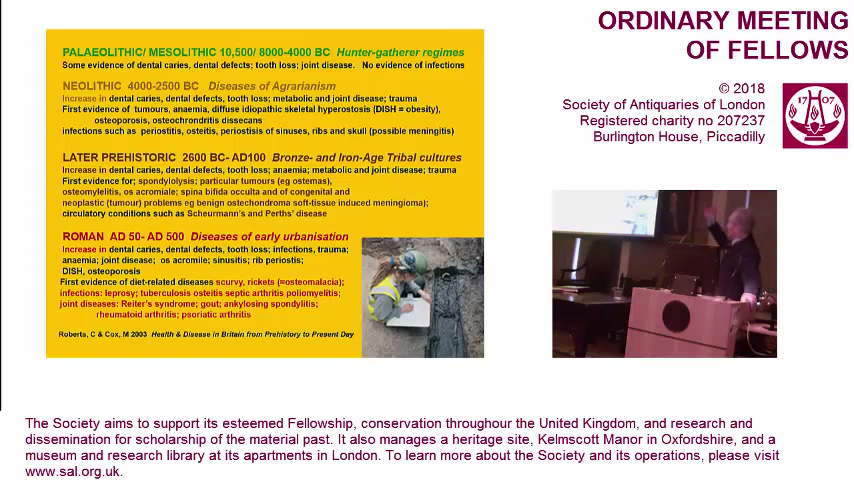 ORDINARY MEETING
OF FELLOWS
© 2018
Society of Antiquaries of London
Registered charity no 207237
Burlington House, Piccadilly
17 07
PALAEOLITHIC/ MESOLITHIC 10,500/ 8000-4000 BC Hunter-gatherer regimes
Some evidence of dental caries, dental defects; tooth loss; joint disease. No evidence of infections
NEOLITHIC 4000-2500 BC Diseases of Agrarianism
Increase in dental caries, dental defects, tooth loss; metabolic and joint disease; trauma
First evidence of tumours, anaemia, diffuse idiopathic skeletal hyperostosis (DISH = obesity),
osteoporosis, osteochrondritis dissecans
infections such as periostitis, osteitis, periostisis of sinuses, ribs and skull (possible meningitis)
LATER PREHISTORIC 2600 BC- AD100 Bronze- and Iron-Age Tribal cultures
Increase in dental caries, dental defects, tooth loss; anaemia; metabolic and joint disease; trauma
First evidence for; spondylolysis; particular tumours (eg ostemas),
osteomylelitis, os acromiale; spina bifida occulta and of congenital and
neoplastic (tumour) problems eg benign ostechondroma soft-tissue induced meningioma);
circulatory conditions such as Scheurmann's and Perths' disease
ROMAN AD 50- AD 500 Diseases of early urbanisation
Increase in dental caries, dental defects, tooth loss; infections, trauma;
anaemia; joint disease; os acromile; sinusitis; rib periostis;
DISH, osteoporosis
First evidence of diet-related diseases scurvy, rickets (=osteomalacia);
infections: leprosy; tuberculosis osteitis septic arthritis poliomyelitis;
joint diseases: Reiter's syndrome; gout; ankylosing spondylitis;
rheumatoid arthritis; psoriatic arthritis
Roberts, C & Cox, M 2003 Health & Disease in Britain from Prehistory to Present Day
The Society aims to support its esteemed Fellowship, conservation throughour the United Kingdom, and research and
dissemination for scholarship of the material past. It also manages a heritage site, Kelmscott Manor in Oxfordshire, and a
museum and research library at its apartments in London. To learn more about the Society and its operations, please visit
www.sal.org.uk.